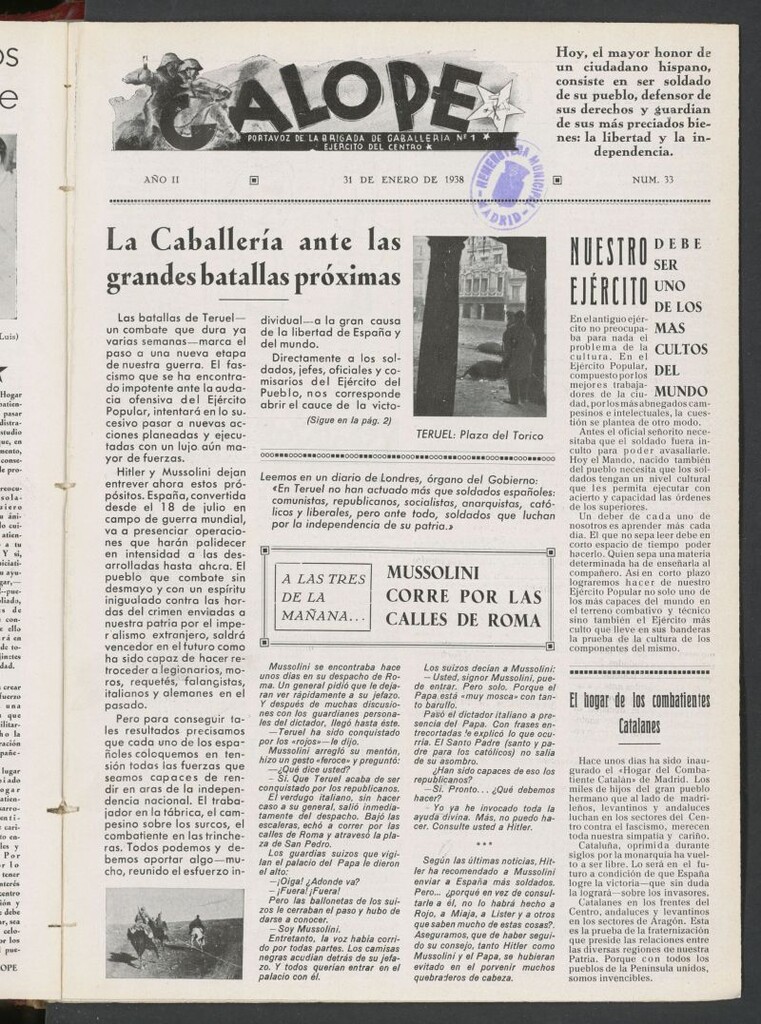 GALOPE
PORTAVOZ DE LA BRIGADA DE CABALLERIA Nº 1
EJERCITO DEL CENTRO
Hoy, el mayor honor de
un ciudadano hispano,
consiste en ser soldado
de su pueblo, defensor de
sus derechos y guardian
de sus más preciados bie-
nes: la libertad y la in-
dependencia.
AÑO II
31 DE ENERO DE 1938
NUM. 33
HEMEROTECA MUNICIPAL
MADRID
La Caballería ante las
grandes batallas próximas
Las batallas de Teruel—
un combate que dura ya
varias semanas—marca el
paso a una nueva etapa
de nuestra guerra. El fas-
cismo que se ha encontra-
do impotente ante la auda-
cia ofensiva del Ejército
Popular, intentará en lo su-
cesivo pasar a nuevas ac-
ciones planeadas y ejecu-
tadas con un lujo aún ma-
yor de fuerzas.
Hitler y Mussolini dejan
entrever ahora estos pro-
pósitos. España, convertida
desde el 18 de julio en
campo de guerra mundial,
va a presenciar operacio-
nes que harán palidecer
en intensidad a las des-
arrolladas hasta ahcra. El
pueblo que combate sin
desmayo y con un espíritu
inigualado contra las hor-
das del crimen enviadas a
nuestra patria por el impe-
rialismo extranjero, saldrá
vencedor en el futuro como
ha sido capaz de hacer re-
troceder a legionarios, mo-
ros, requetés, falangistas,
italianos y alemanes en el
pasado.
Pero para conseguir ta-
les resultados precisamos
que cada uno de los espa-
ñoles coloquemos en ten-
sión todas las fuerzas que
seamos capaces de ren-
dir en aras de la indepen-
dencia nacional. El traba-
jador en la fábrica, el cam-
pesino sobre los surcos, el
combatiente en las trinche-
ras. Todos podemos y de-
bemos aportar algo—mu-
cho, reunido el esfuerzo in-
dividual—a la gran causa
de la libertad de España y
del mundo.
Directamente a los sol-
dados, jefes, oficiales y co-
misarios del Ejército del
Pueblo, nos corresponde
abrir el cauce de la victo-
(Sigue en la pág. 2)
TERUEL: Plaza del Torico
Leemos en un diario de Londres, órgano del Gobierno:
«En Teruel no han actuado más que soldados españoles:
comunistas, republicanos, socialistas, anarquistas, cató-
licos y liberales, pero ante todo, soldados que luchan
por la independencia de su patria.»
A LAS TRES
DE LA
MAÑANA...
MUSSOLINI
CORRE POR LAS
CALLES DE ROMA
Mussolini se encontraba hace
unos días en su despacho de Ro-
ma. Un general pidió que le deja-
ran ver rápidamente a su jefazo.
Y después de muchas discusio-
nes con los guardianes persona-
les del dictador, llegó hasta éste.
—Teruel ha sido conquistado
por los «rojos»—le dijo.
Mussolini arregló su mentón,
hizo un gesto «feroce» y preguntó:
—¿Qué dice usted?
—Sí. Que Teruel acaba de ser
conquistado por los republicanos.
El verdugo italiano, sin hacer
caso a su general, salió inmedia-
tamente del despacho. Bajó las
escaleras, echó a correr por las
calles de Roma y atravesó la pla-
za de San Pedro.
Los guardias suizos que vigi-
lan el palacio del Papa le dieron
el alto:
—¡Oiga! ¿Adonde va?
—¡Fuera! ¡Fuera!
Pero las ballonetas de los sui-
zos le cerraban el paso y hubo de
darse a conocer.
—Soy Mussolini.
Entretanto, la voz había corri-
do por todas partes. Los camisas
negras acudían detrás de su jefa-
zo. Y todos querían entrar en el
palacio con él.
Los suizos decían a Mussolini:
—Usted, signor Mussolini, pue-
de entrar. Pero solo. Porque el
Papa está «muy mosca» con tan-
to barullo.
Pasó el dictador italiano a pre-
sencia del Papa. Con frases en-
trecortadas le explicó lo que ocu-
rría. El Santo Padre (santo y pa-
dre para los católicos) no salía
de su asombro.
¿Han sido capaces de eso los
republicanos?
—Sí. Pronto... ¿Qué debemos
hacer?
—Yo ya he invocado toda la
ayuda divina. Más, no puedo ha-
cer. Consulte usted a Hitler.
* * *
Según las últimas noticias, Hit-
ler ha recomendado a Mussolini
enviar a España más soldados.
Pero... ¿porqué en vez de consul-
tarle a él, no lo habrá hecho a
Rojo, a Miaja, a Líster y a otros
que saben mucho de estas cosas?.
Aseguramos, que de haber segui-
do su consejo, tanto Hitler como
Mussolini y el Papa, se hubieran
evitado en el porvenir muchos
quebraderos de cabeza.
NUESTRO
EJÉRCITO
DEBE
SER
UNO
DE LOS
MAS
CULTOS
DEL
MUNDO
En el antiguo ejér-
cito no preocupa-
ba para nada el
problema de la
cultura. En el
Ejército Popular,
compuesto por los
mejores trabaja-
dores de la ciu-
dad, por los más abnegados cam-
pesinos e intelectuales, la cues-
tión se plantea de otro modo.
Antes el oficial señorito nece-
sitaba que el soldado fuera in-
culto para poder avasallarle.
Hoy el Mando, nacido también
del pueblo necesita que los sol-
dados tengan un nivel cultural
que les permita ejecutar con
acierto y capacidad las órdenes
de los superiores.
Un deber de cada uno de
nosotros es aprender más cada
día. El que no sepa leer debe en
corto espacio de tiempo poder
hacerlo. Quien sepa una materia
determinada ha de enseñarla al
compañero. Así en corto plazo
lograremos hacer de nuestro
Ejército Popular no solo uno de
los más capaces del mundo en
el terreno combativo y técnico
sino también el Ejército más
culto que lleve en sus banderas
la prueba de la cultura de los
componentes del mismo.
El hogar de los combatientes
Catalanes
Hace unos días ha sido inau-
gurado el «Hogar del Comba-
tiente Catalán» de Madrid. Los
miles de hijos del gran pueblo
hermano que al lado de madri-
leños, levantinos y andaluces
luchan en los sectores del Cen-
tro contra el fascismo, merecen
toda nuestra simpatía y cariño.
Cataluña, oprimida durante
siglos por la monarquía ha vuel-
to a ser libre. Lo será en el fu-
turo a condición de que España
logre la victoria—que sin duda
la logrará—sobre los invasores.
Catalanes en los frentes del
Centro, andaluces y levantinos
en los sectores de Aragón. Esta
es la prueba de la fraternización
que preside las relaciones entre
las diversas regiones de nuestra
Patria. Porque con todos los
pueblos de la Península unidos,
somos invencibles.